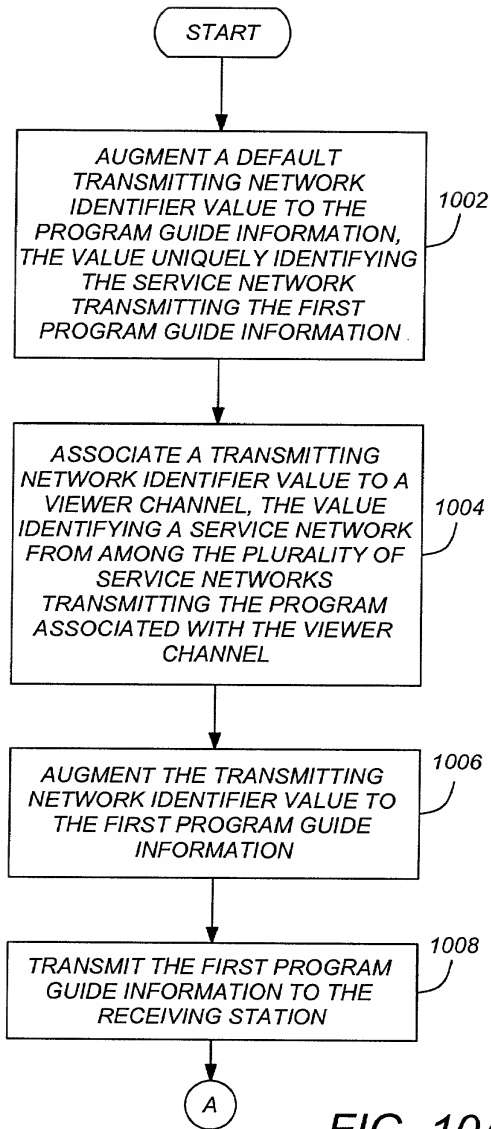 START
AUGMENT A DEFAULT
TRANSMITTING NETWORK
IDENTIFIER VALUE TO THE
PROGRAM GUIDE INFORMATION,
THE VALUE UNIQUELY IDENTIFYING
THE SERVICE NETWORK
TRANSMITTING THE FIRST
PROGRAM GUIDE INFORMATION
1002
ASSOCIATE A TRANSMITTING
NETWORK IDENTIFIER VALUE TO A
VIEWER CHANNEL, THE VALUE
IDENTIFYING A SERVICE NETWORK
FROM AMONG THE PLURALITY OF
SERVICE NETWORKS
TRANSMITTING THE PROGRAM
ASSOCIATED WITH THE VIEWER
CHANNEL
1004
AUGMENT THE TRANSMITTING
NETWORK IDENTIFIER VALUE TO
THE FIRST PROGRAM GUIDE
INFORMATION
1006
TRANSMIT THE FIRST PROGRAM
GUIDE INFORMATION TO THE
RECEIVING STATION
1008
A
FIG.